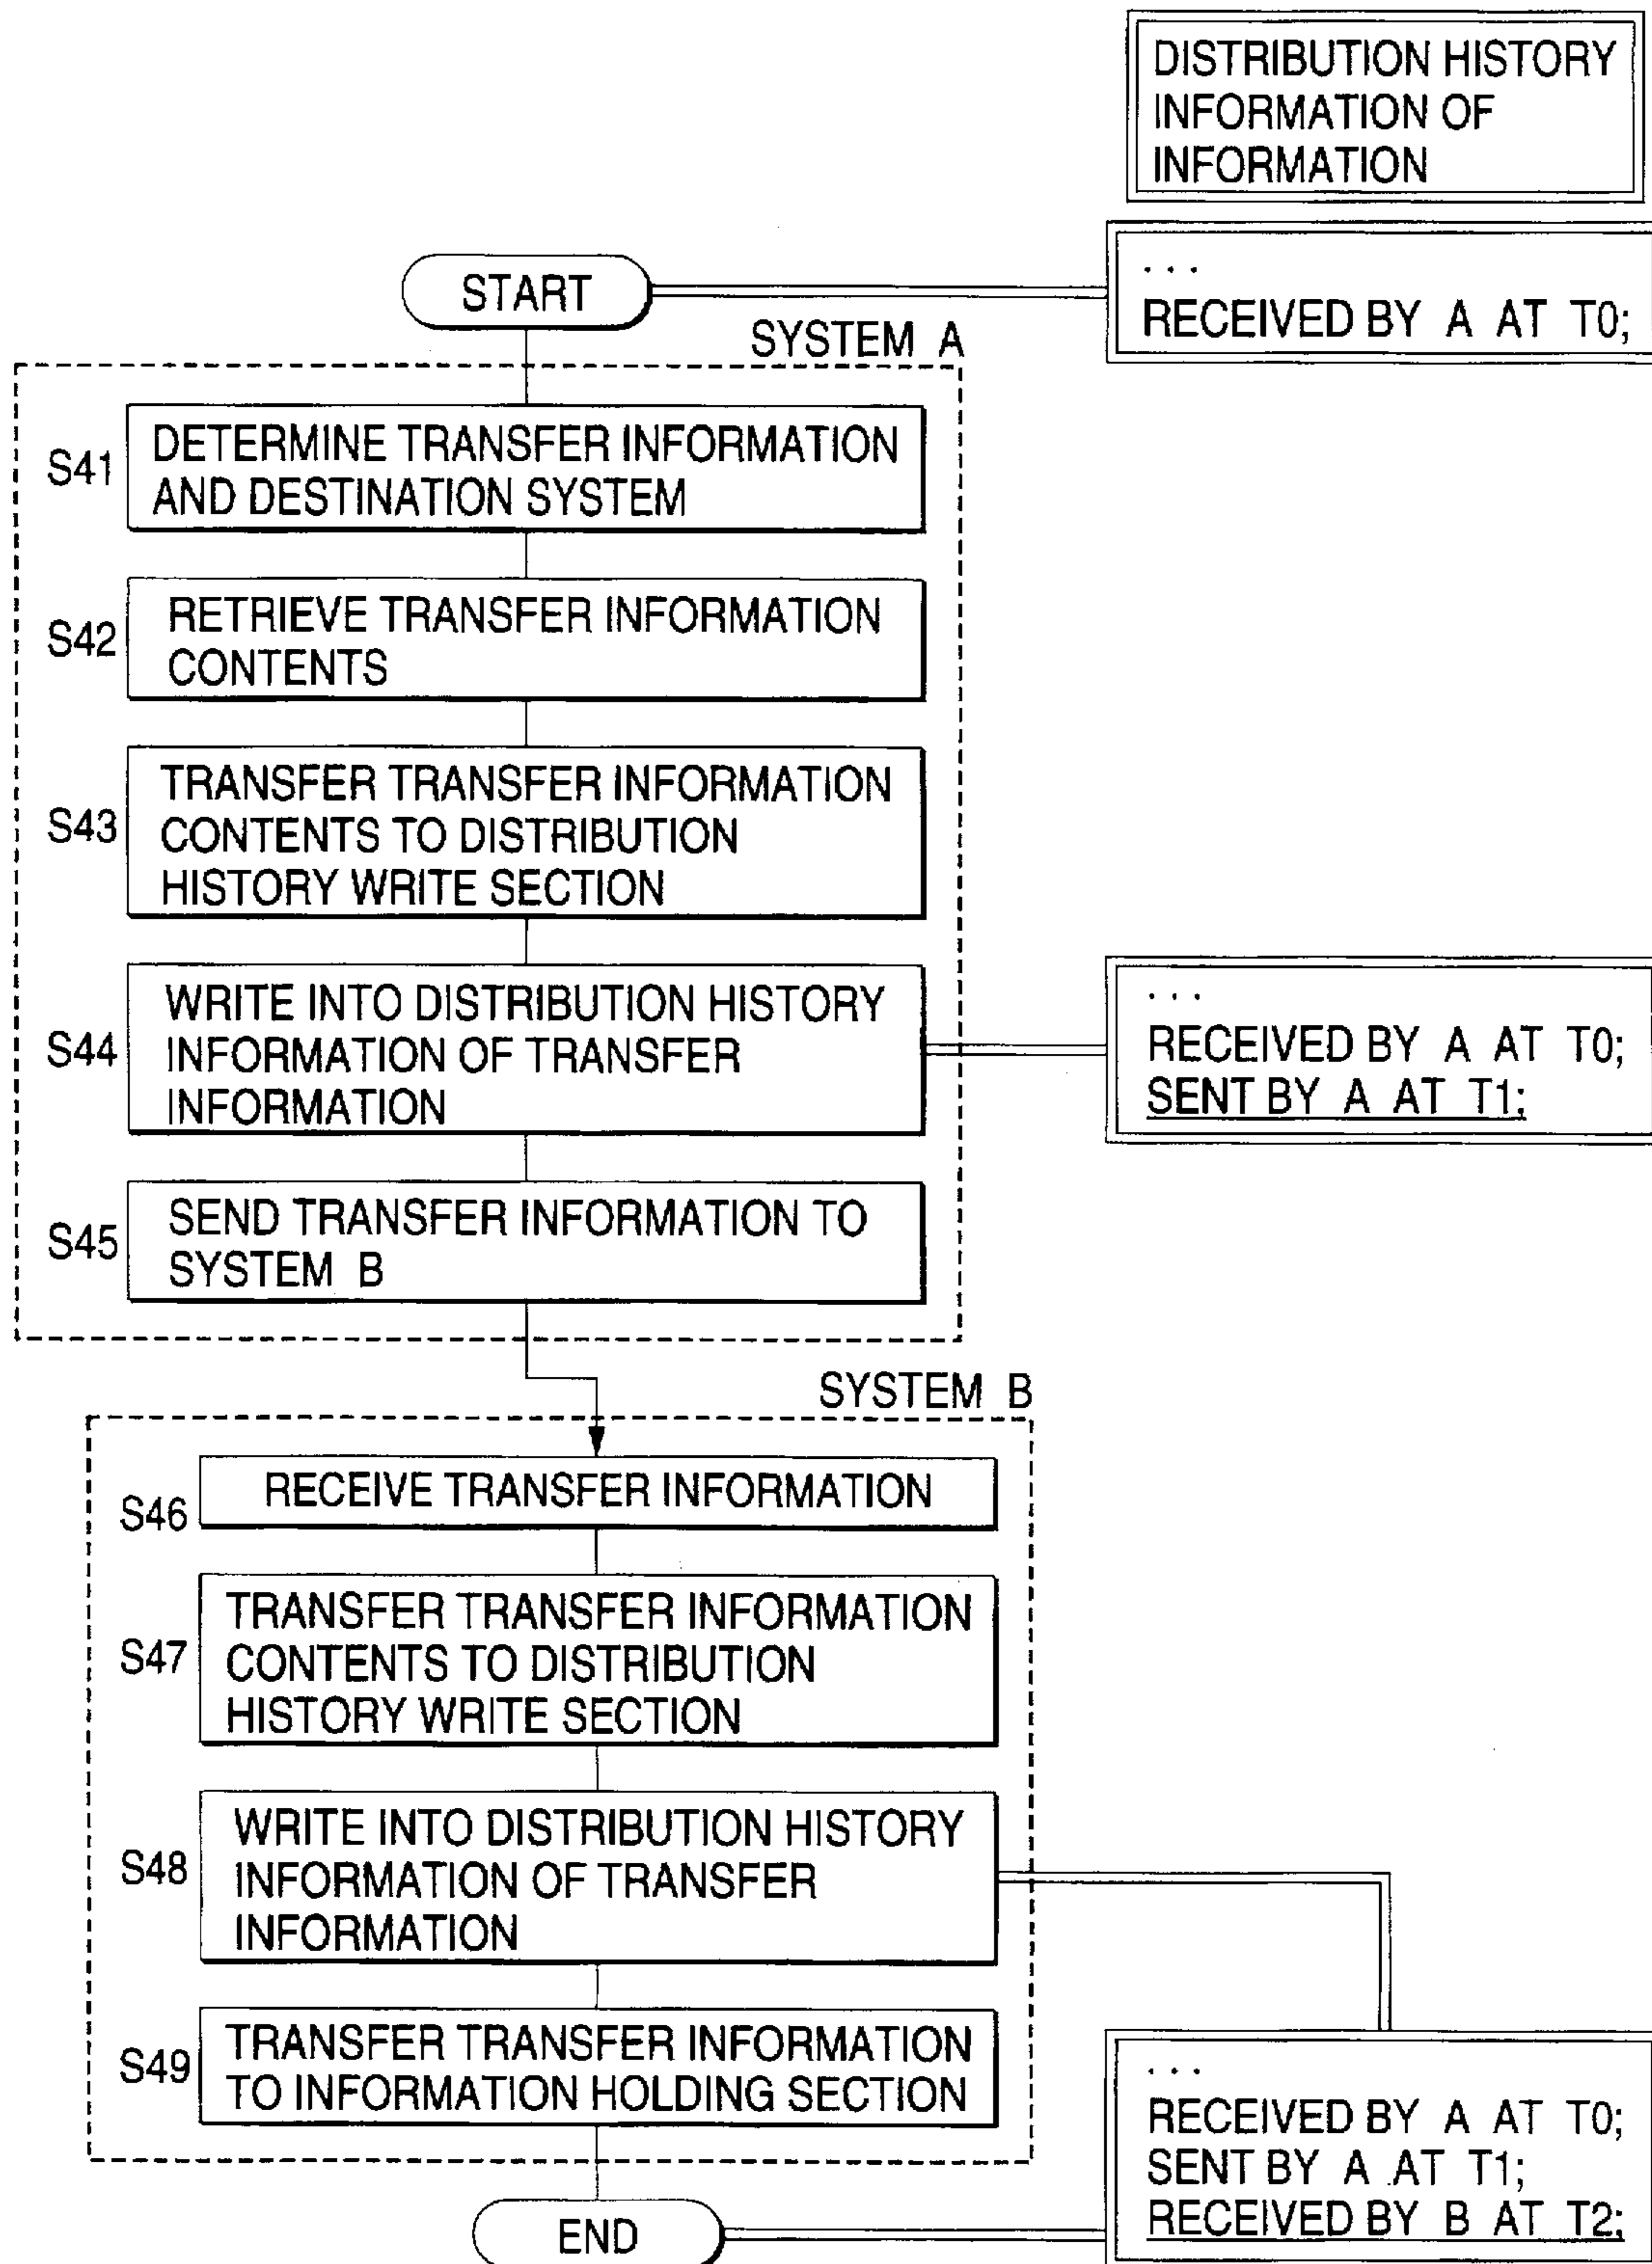 DISTRIBUTION HISTORY
INFORMATION OF
INFORMATION
START
. . .
RECEIVED BY A AT T0;
SYSTEM A
S41
DETERMINE TRANSFER INFORMATION
AND DESTINATION SYSTEM
S42
RETRIEVE TRANSFER INFORMATION
CONTENTS
S43
TRANSFER TRANSFER INFORMATION
CONTENTS TO DISTRIBUTION
HISTORY WRITE SECTION
S44
WRITE INTO DISTRIBUTION HISTORY
INFORMATION OF TRANSFER
INFORMATION
. . .
RECEIVED BY A AT T0;
SENT BY A AT T1;
S45
SEND TRANSFER INFORMATION TO
SYSTEM B
SYSTEM B
S46
RECEIVE TRANSFER INFORMATION
S47
TRANSFER TRANSFER INFORMATION
CONTENTS TO DISTRIBUTION
HISTORY WRITE SECTION
S48
WRITE INTO DISTRIBUTION HISTORY
INFORMATION OF TRANSFER
INFORMATION
S49
TRANSFER TRANSFER INFORMATION
TO INFORMATION HOLDING SECTION
. . .
RECEIVED BY A AT T0;
SENT BY A AT T1;
RECEIVED BY B AT T2;
END